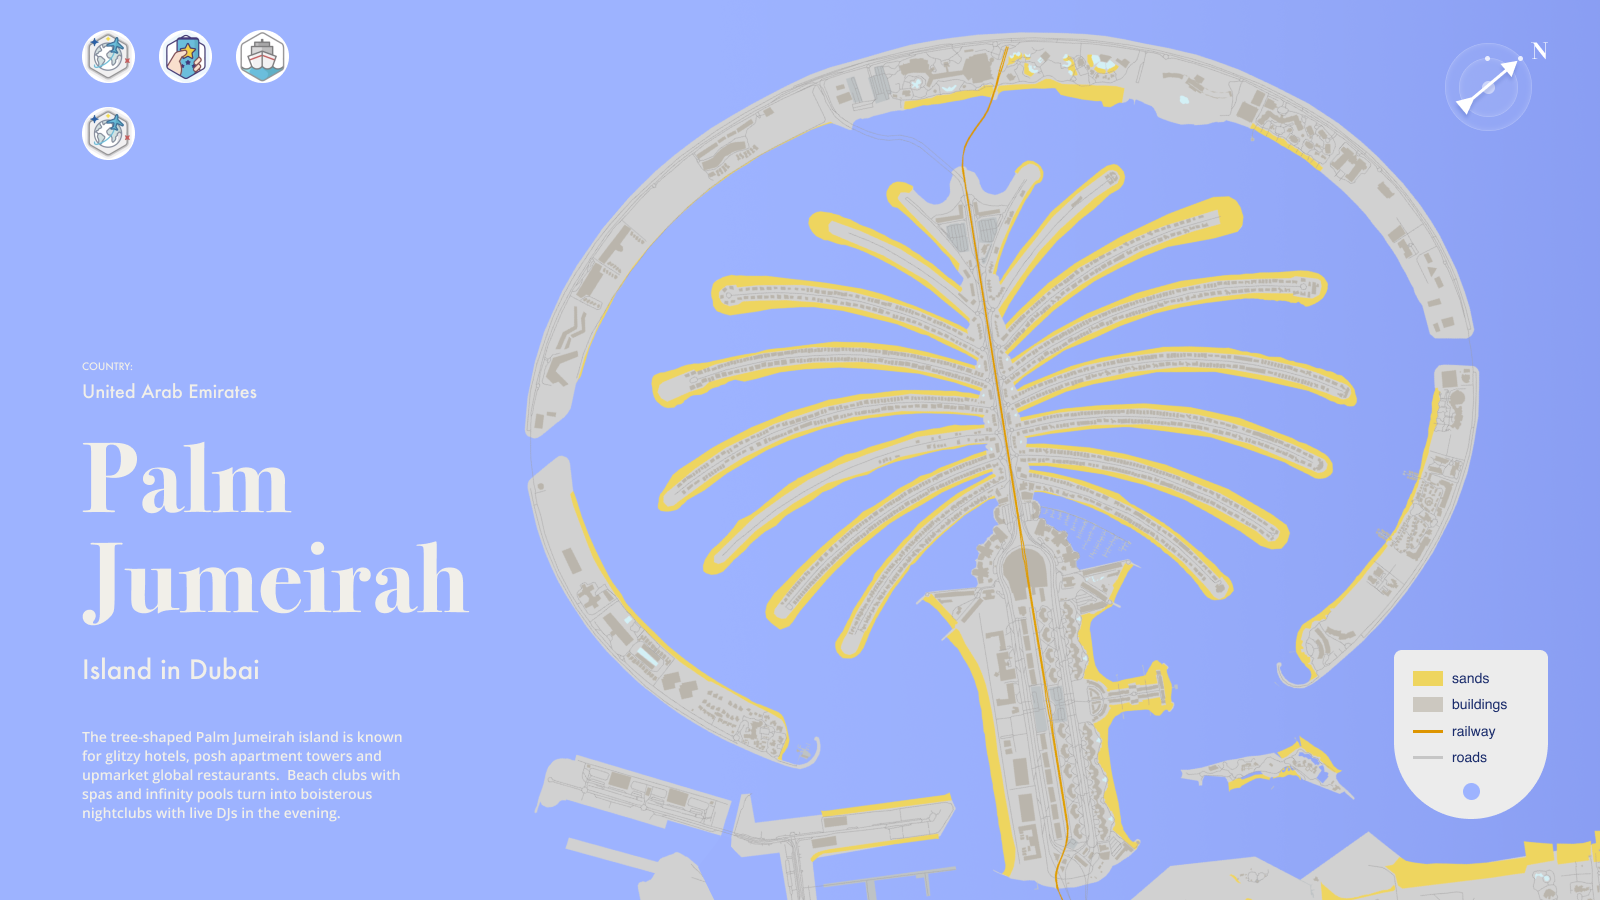 N
COUNTRY:
United Arab Emirates
Palm
Jumeirah
Island in Dubai
The tree-shaped Palm Jumeirah island is known
for glitzy hotels, posh apartment towers and
upmarket global restaurants.  Beach clubs with
spas and infinity pools turn into boisterous
nightclubs with live DJs in the evening.
sands
buildings
railway
roads